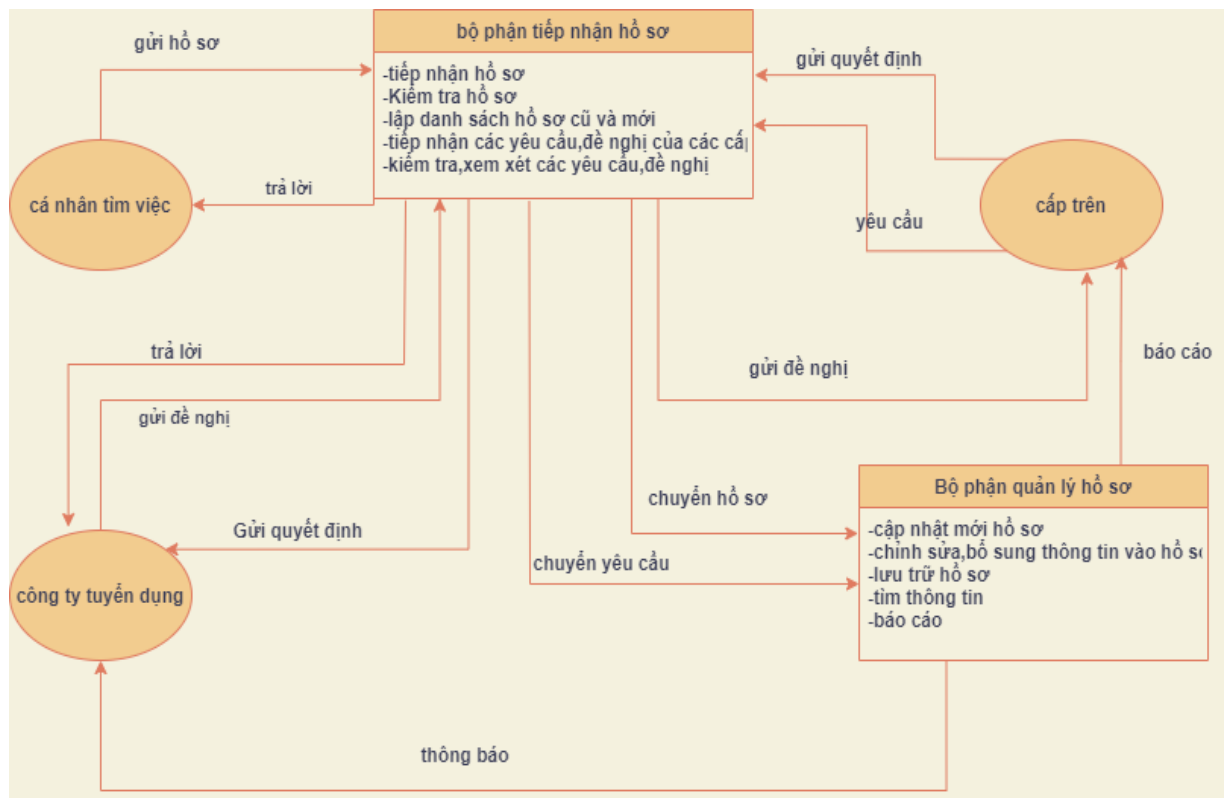 bộ phận tiếp nhận hồ sơ
gửi hồ sơ
-tiếp nhận hồ sơ
-Kiểm tra hồ sơ
-lập danh sách hồ sơ cũ và mới
-tiếp nhận các yêu cầu,đề nghị của các
-kiểm tra,xem xét các yêu cầu,đề nghị
gửi quyết định
cá nhân tìm việc
trả lời
cấp trên
yêu cầu
trả lời
gửi đề nghị
báo cáo
gửi đề nghị
Bộ phận quản lý hồ sơ
chuyển hồ sơ
-cập nhật mới hồ sơ
-chỉnh sửa,bổ sung thông tin vào hồ
-lưu trữ hồ sơ
-tìm thông tin
-báo cáo
Gửi quyết định
chuyển yêu cầu
công ty tuyển dụng
thông báo